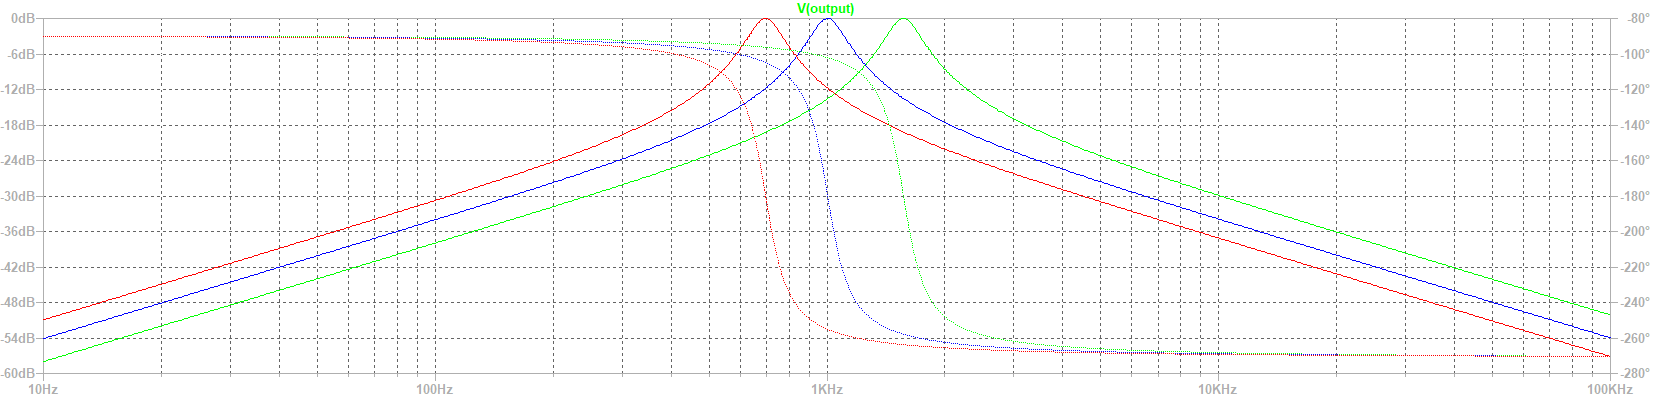 V(output)
0dB -80°
-6dB -100°
-12dB -120°
-18dB -140°
-24dB -160°
-30dB -180°
-36dB -200°
-42dB -220°
-48dB -240°
-54dB -260°
-60dB -280°
10Hz 100Hz 1KHz 10KHz 100KHz